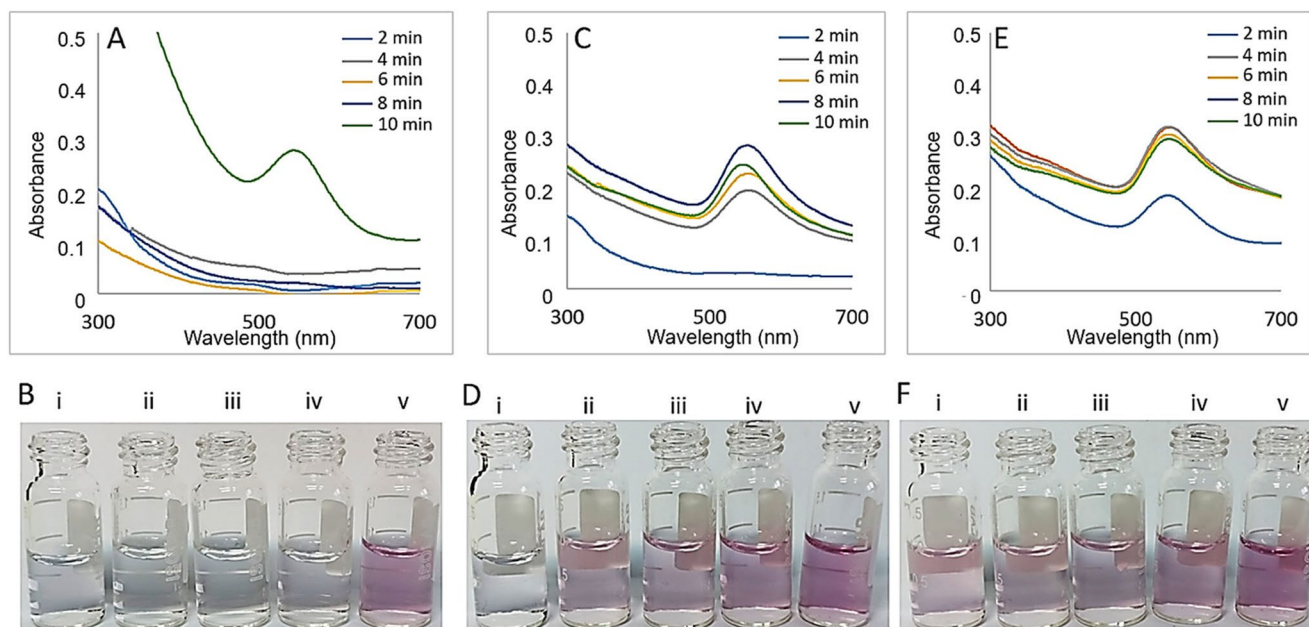 A
0.5
0.4
0.3
0.2
0.1
0
Absorbance
2 min
4 min
6 min
8 min
10 min
300
500
700
Wavelength (nm)
C
0.5
0.4
0.3
0.2
0.1
0
Absorbance
2 min
4 min
6 min
8 min
10 min
300
500
700
Wavelength (nm)
E
0.5
0.4
0.3
0.2
0.1
0
Absorbance
2 min
4 min
6 min
8 min
10 min
300
500
700
Wavelength (nm)
B
i ii iii iv v
D
i ii iii iv v
F
i ii iii iv v